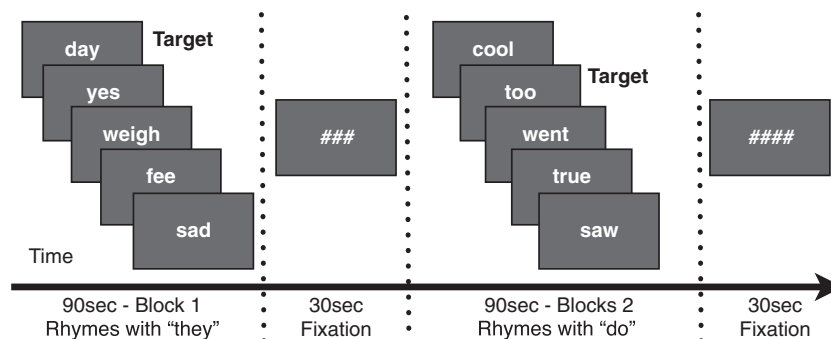 day
Target
yes
weigh
fee
sad
###
cool
too
Target
went
true
saw
####
Time
90sec - Block 1
Rhymes with “they”
30sec
Fixation
90sec - Blocks 2
Rhymes with “do”
30sec
Fixation